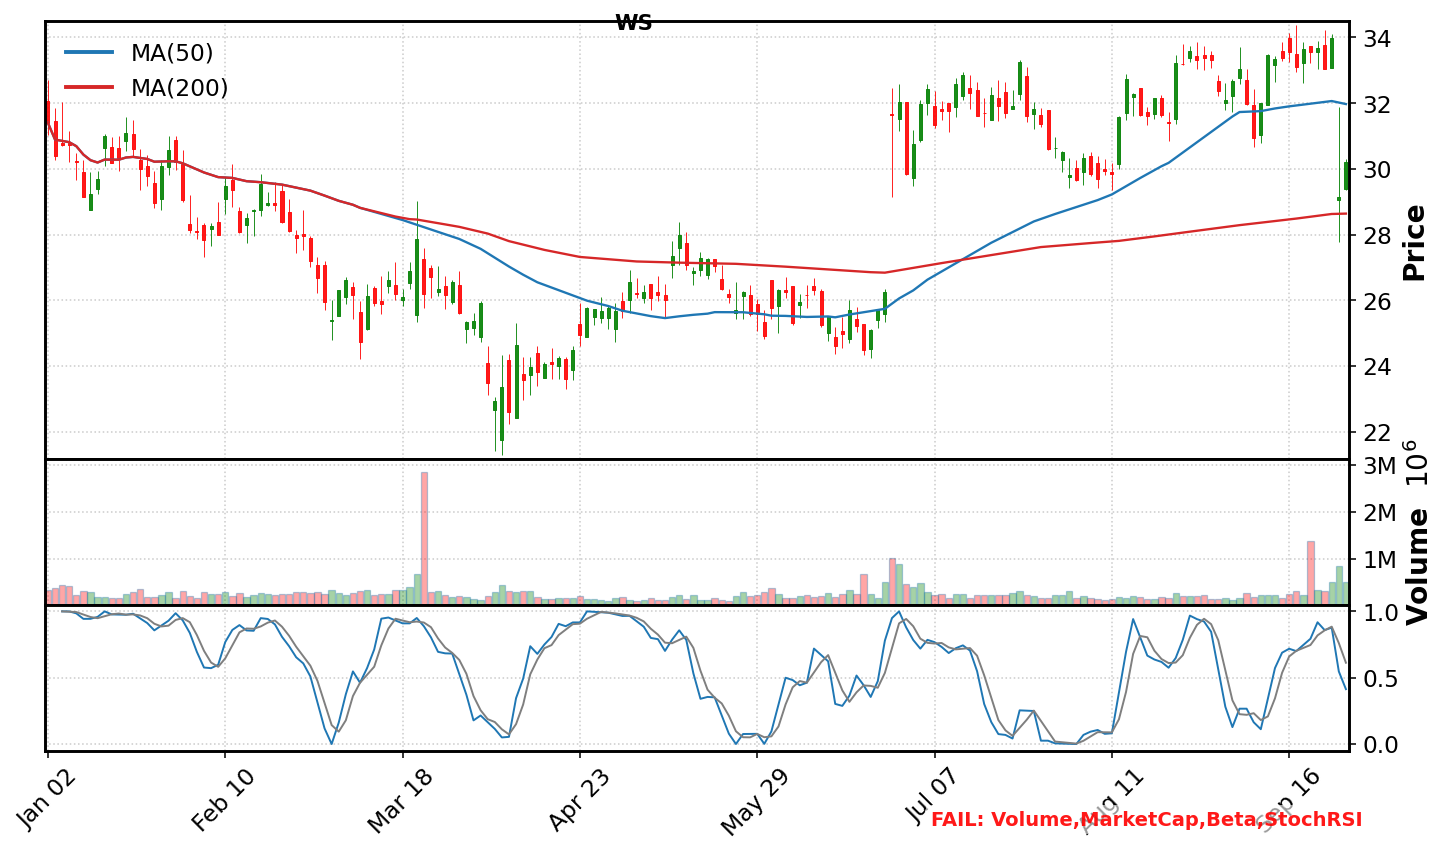 WS
MA(50)
MA(200)
34
32
30
28
26
24
22
Price
3M
2M
1M
Volume 10^6
1.0
0.5
0.0
Jan 02
Feb 10
Mar 18
Apr 23
May 29
Jul 07
Aug 11
Sep 16
FAIL: Volume,MarketCap,Beta,StochRSI